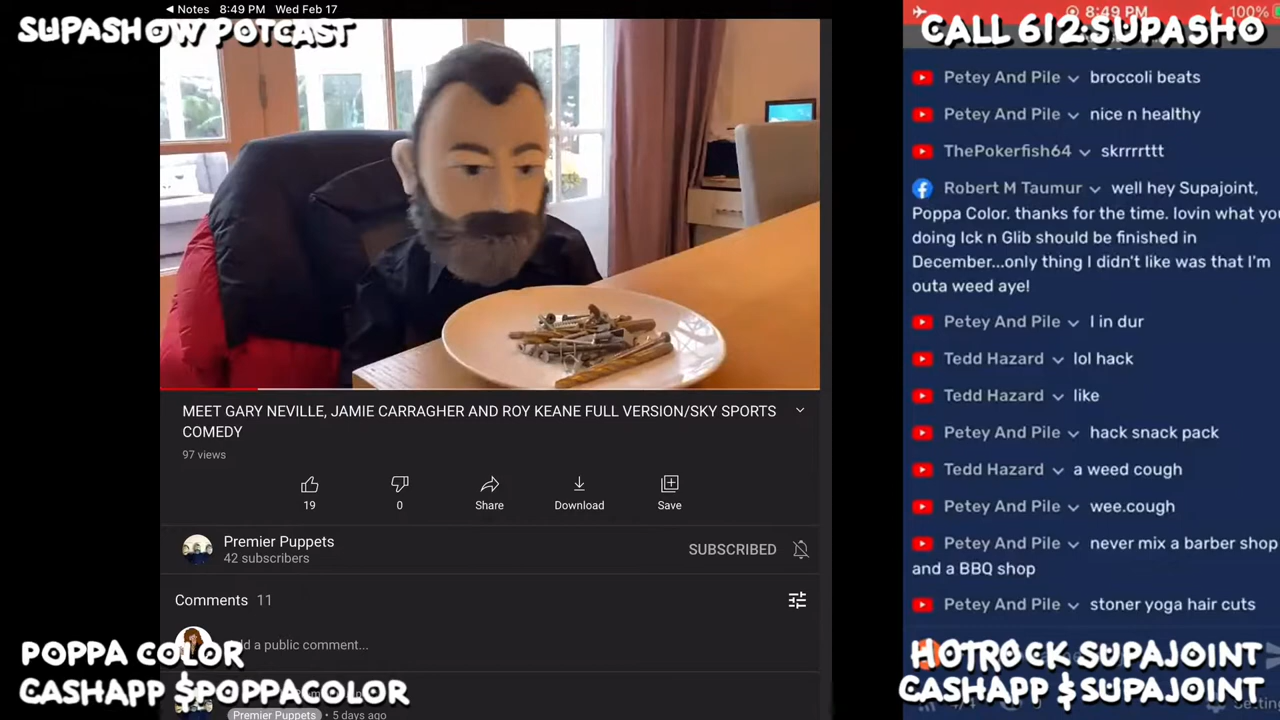 ◀ Notes 8:49 PM Wed Feb 17
SUPASHOW POTCAST
MEET GARY NEVILLE, JAMIE CARRAGHER AND ROY KEANE FULL VERSION/SKY SPORTS
COMEDY
97 views
19
0
Share
Download
Save
Premier Puppets
42 subscribers
SUBSCRIBED
Comments 11
a public comment...
Premier Puppets • 5 days ago
POPPA COLOR
CASHAPP $POPPACOLOR
8:49 PM
100%
CALL 612-SUPASHO
Petey And Pile broccoli beats
Petey And Pile nice n healthy
ThePokerfish64 skrrrrttt
Robert M Taumur well hey Supajoint,
Poppa Color. thanks for the time. lovin what you
doing Ick n Glib should be finished in
December...only thing I didn't like was that I'm
outa weed aye!
Petey And Pile l in dur
Tedd Hazard lol hack
Tedd Hazard like
Petey And Pile hack snack pack
Tedd Hazard a weed cough
Petey And Pile wee.cough
Petey And Pile never mix a barber shop
and a BBQ shop
Petey And Pile stoner yoga hair cuts
HOTROCK SUPAJOINT
CASHAPP $SUPAJOINT